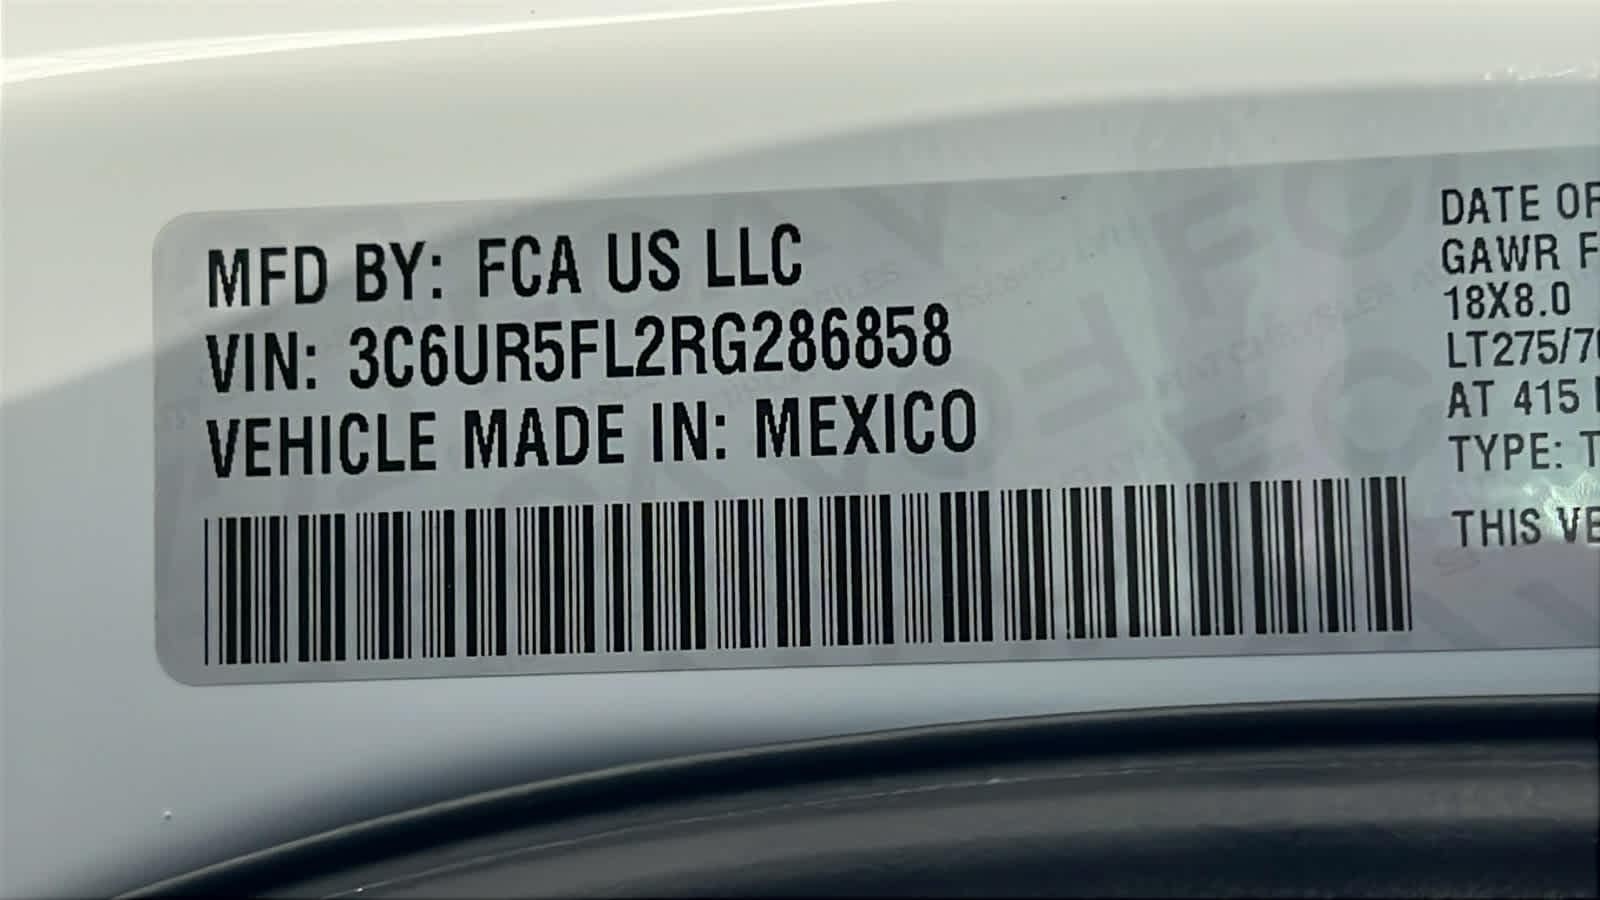 MFD BY: FCA US LLC
VIN: 3C6UR5FL2RG286858
VEHICLE MADE IN: MEXICO
DATE OF
GAWR F
18X8.0
LT275/70
AT 415
TYPE: T
THIS VE